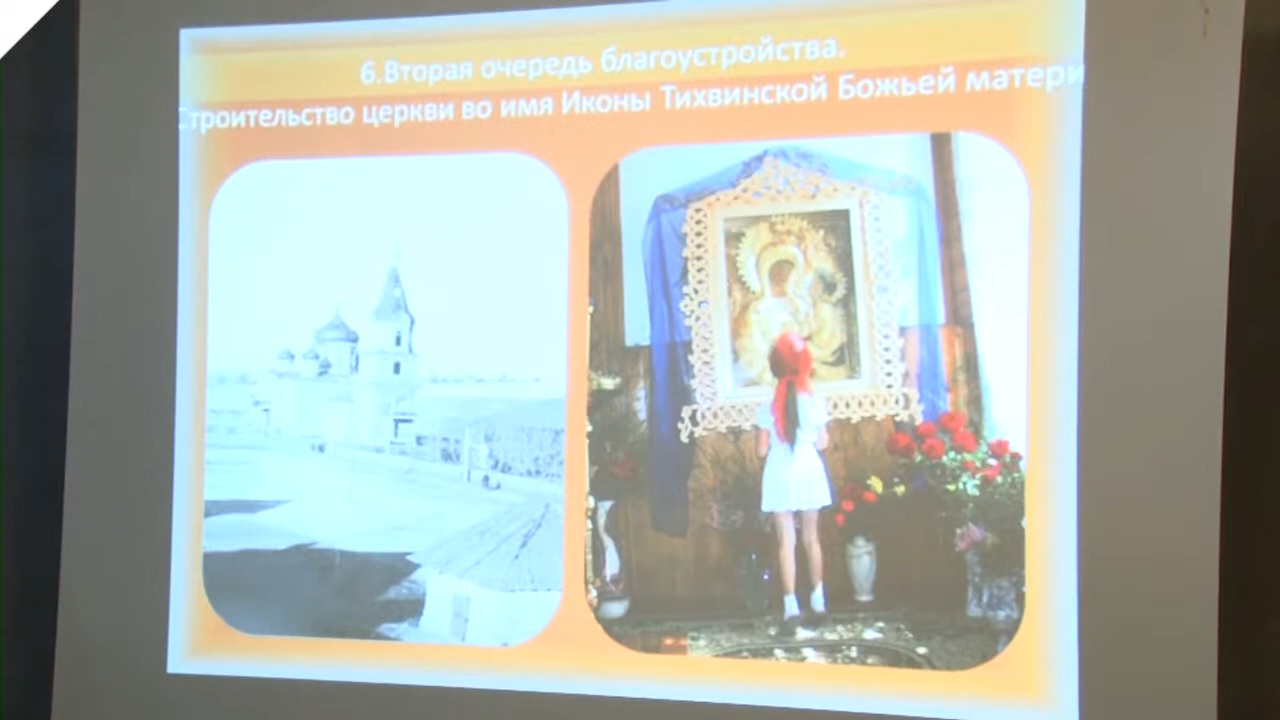 6.Вторая очередь благоустройства.
Строительство церкви во имя Иконы Тихвинской Божьей матери